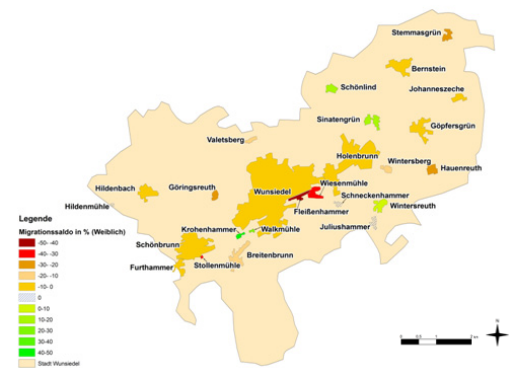 Stemmasgrün
Bernstein
Johanneszeche
Schönlind
Sinatengrün
Göpfersgrün
Valetsberg
Holenbrunn
Wintersberg
Hauenreuth
Wiesenmühle
Hildenbach
Göringsreuth
Wunsiedel
Schneckenhammer
Hildenmühle
Wintersreuth
Fleißenhammer
Legende
Krohenhammer
Walkmühle
Juliushammer
Migrationssaldo in % (Weiblich)
Schönbrunn
-50--40
-40--30
Breitenbrunn
Furthammer
Stollenmühle
-30--20
-20--10
-10-0
0
0-10
10-20
20-30
30-40
40-50
Stadt Wunsiedel
N